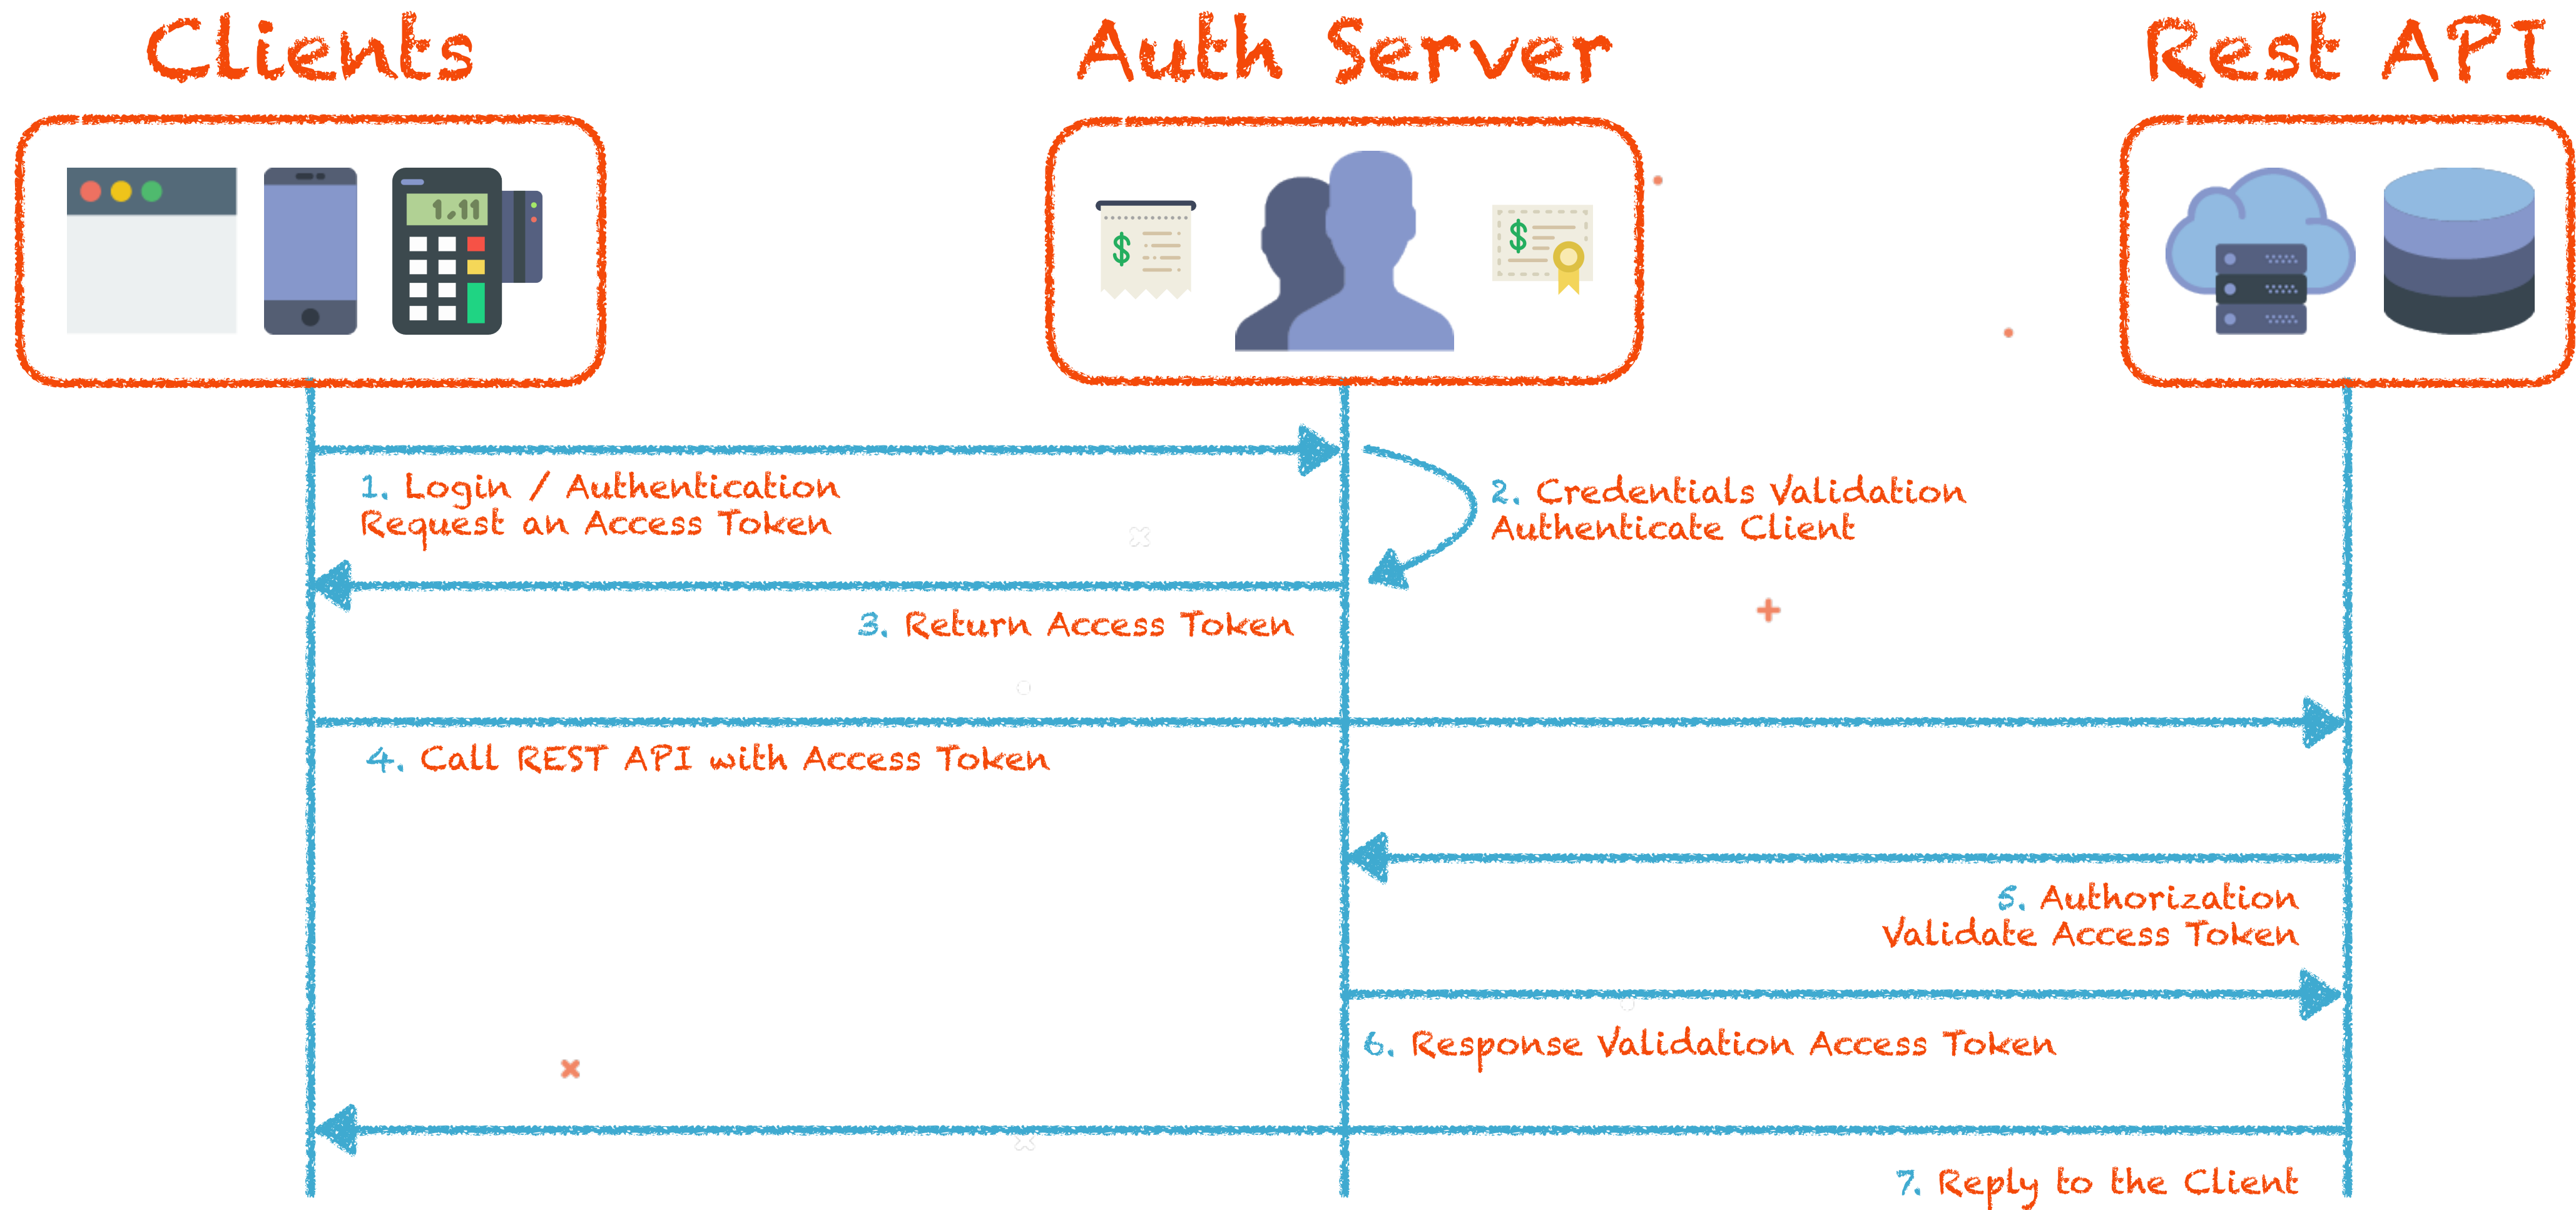 Clients
Auth Server
Rest API
1,11
$
$
1. Login / Authentication
Request an Access Token
2. Credentials Validation
Authenticate Client
3. Return Access Token
4. Call REST API with Access Token
5. Authorization
Validate Access Token
6. Response Validation Access Token
7. Reply to the Client